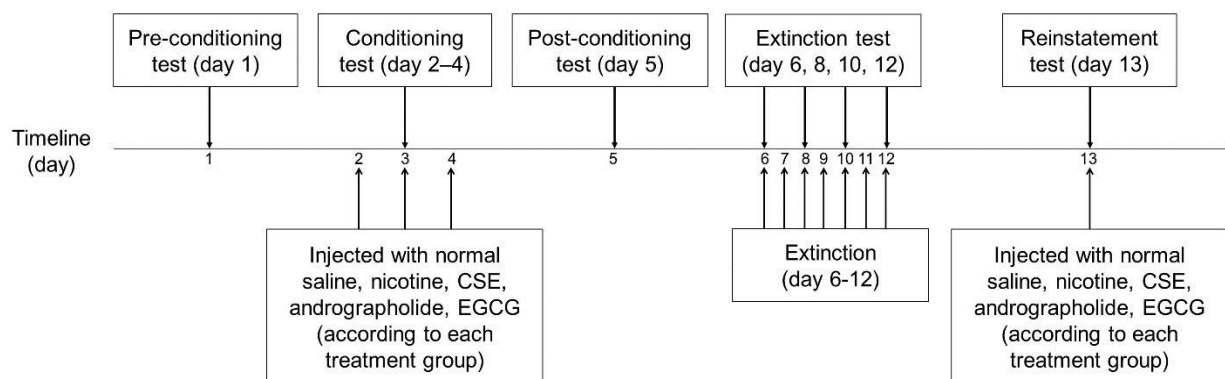 Pre-conditioning
test (day 1)
Conditioning
test (day 2–4)
Post-conditioning
test (day 5)
Extinction test
(day 6, 8, 10, 12)
Reinstatement
test (day 13)
Timeline
(day)
1
2
3
4
5
6
7
8
9
10
11
12
13
Injected with normal
saline, nicotine, CSE,
andrographolide, EGCG
(according to each
treatment group)
Extinction
(day 6-12)
Injected with normal
saline, nicotine, CSE,
andrographolide, EGCG
(according to each
treatment group)